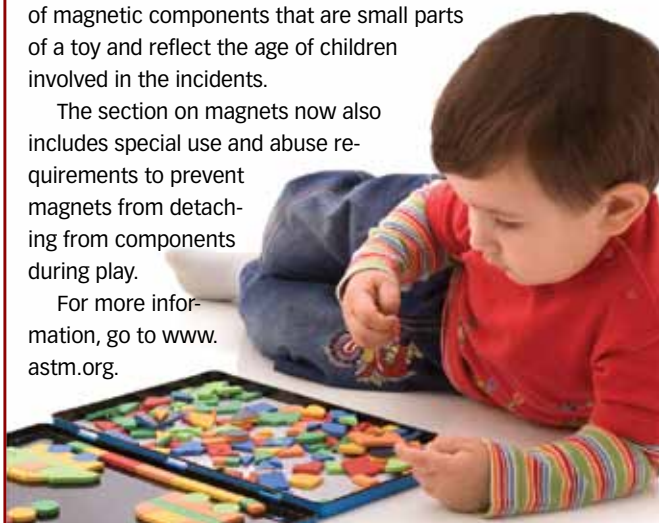 of magnetic components that are small parts
of a toy and reflect the age of children
involved in the incidents.
The section on magnets now also
includes special use and abuse re-
quirements to prevent
magnets from detach-
ing from components
during play.
For more infor-
mation, go to www.
astm.org.